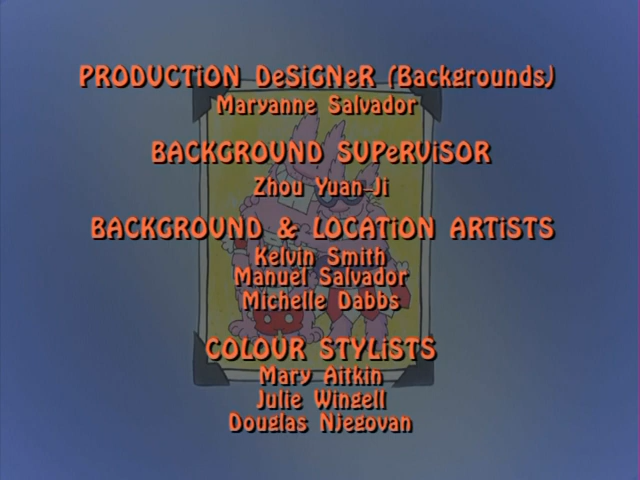 PRODUCTiON DeSiGNeR (Backgrounds)
Maryanne Salvador
BACKGROUND SUPeRViSOR
Zhou Yuan-Ji
BACKGROUND & LOCATiON ARTiSTS
Kelvin Smith
Manuel Salvador
Michelle Dabbs
COLOUR STYLiSTS
Mary Aitkin
Julie Wingell
Douglas Njegovan